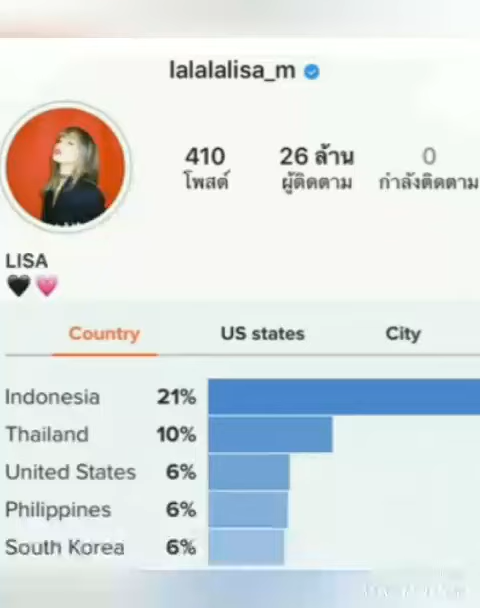 lalalalisa_m
410 26 ล้าน 0
โพสต์ ผู้ติดตาม กำลังติดตาม
LISA
🖤💗
Country US states City
Indonesia 21%
Thailand 10%
United States 6%
Philippines 6%
South Korea 6%